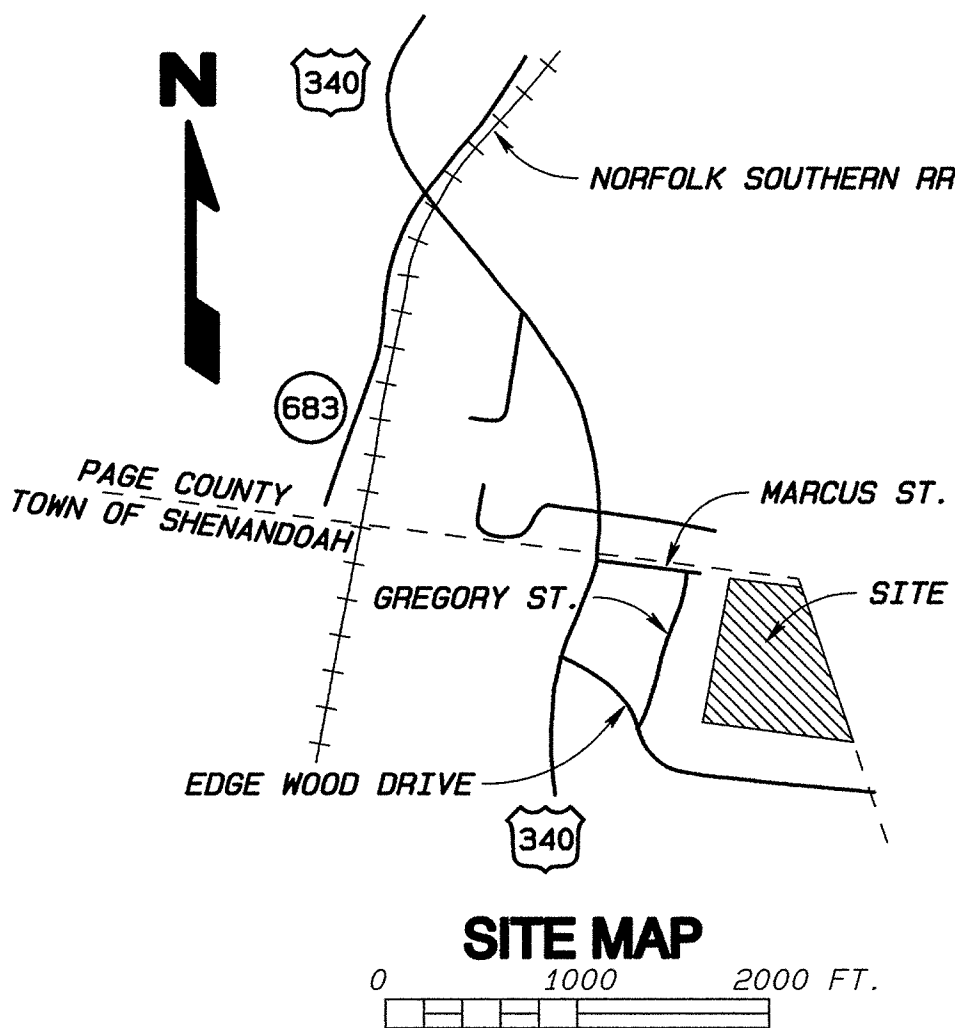 N
340
NORFOLK SOUTHERN RR
683
PAGE COUNTY
TOWN OF SHENANDOAH
MARCUS ST.
GREGORY ST.
SITE
EDGE WOOD DRIVE
340
SITE MAP
0 1000 2000 FT.